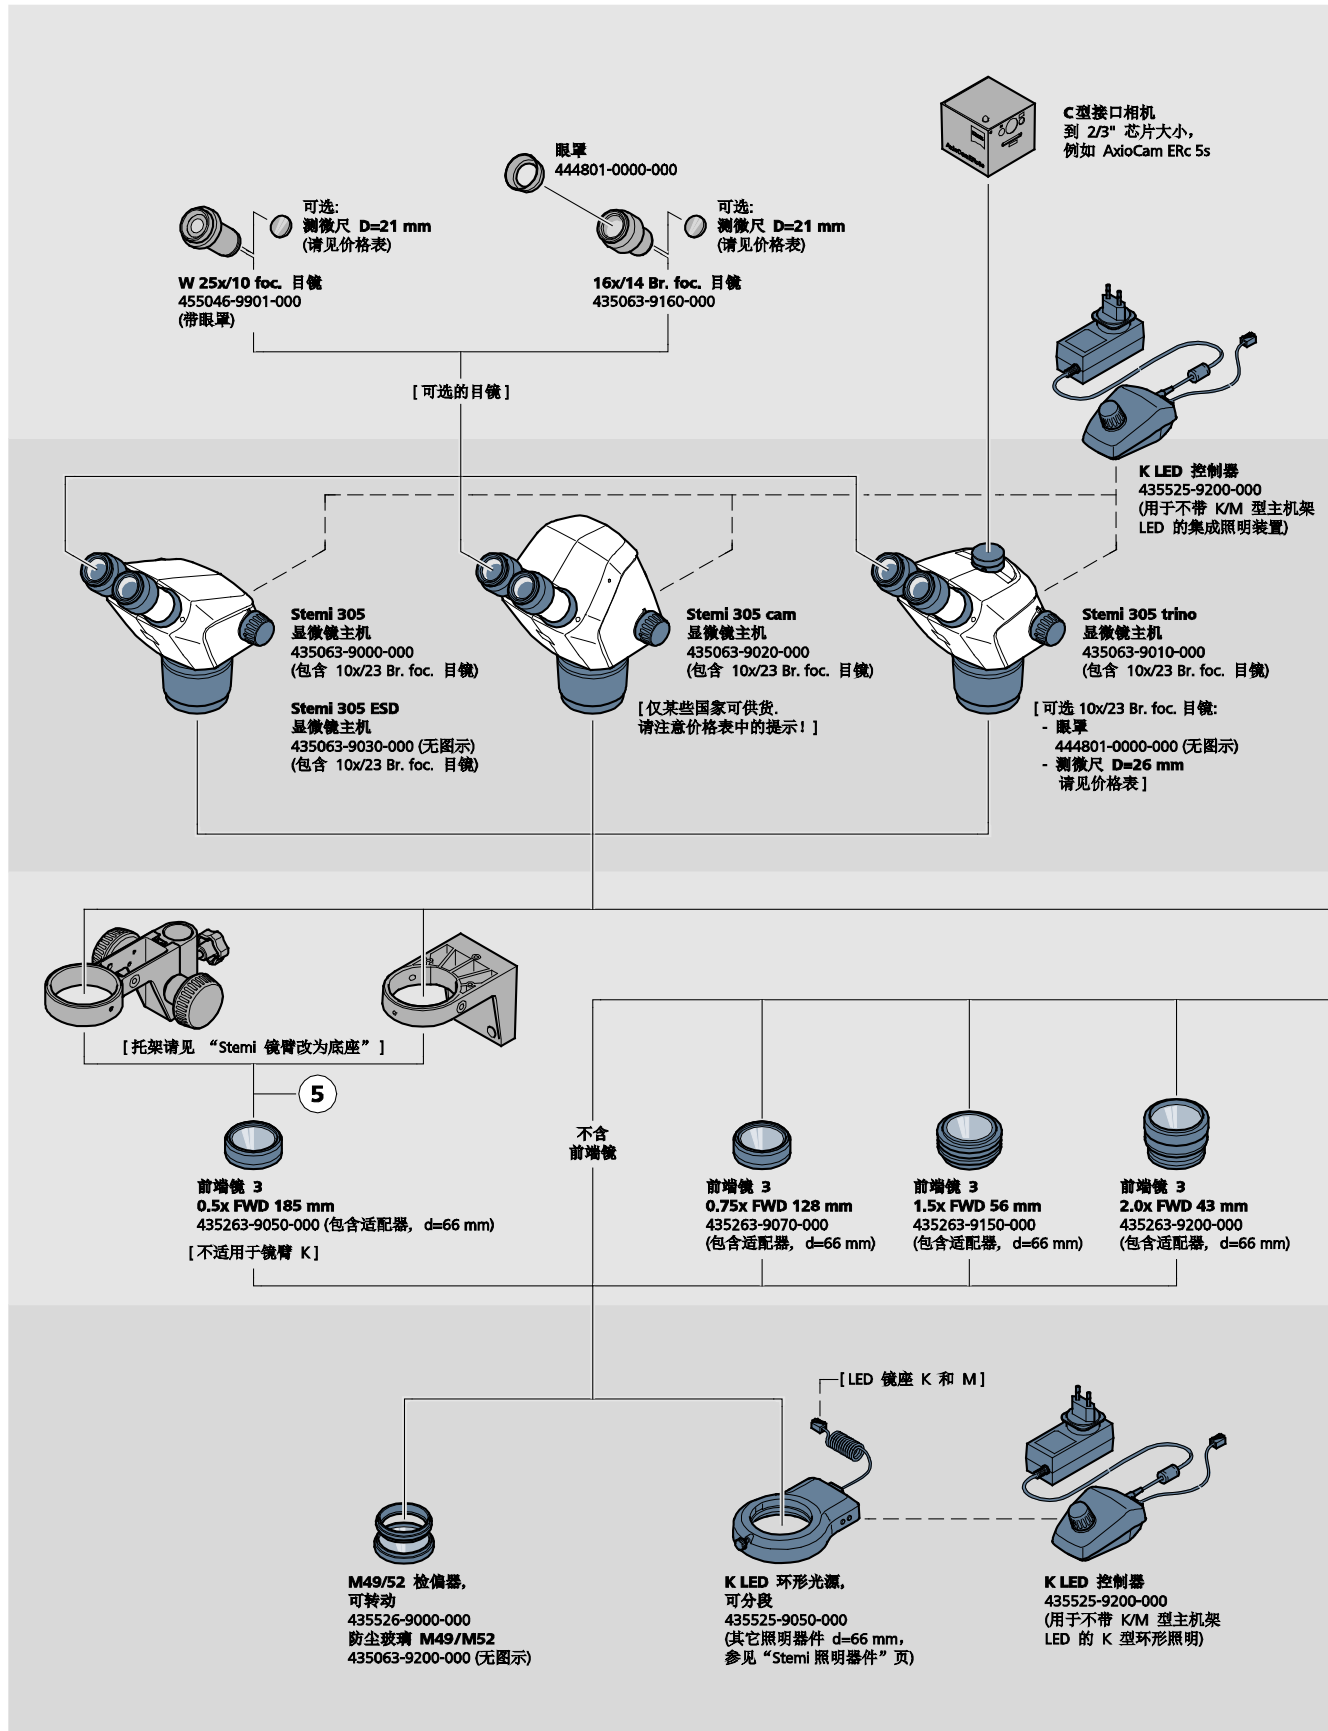 C型接口相机
到 2/3" 芯片大小，
例如 AxioCam ERc 5s
眼罩
444801-0000-000
可选:
测微尺 D=21 mm
(请见价格表)
可选:
测微尺 D=21 mm
(请见价格表)
W 25x/10 foc. 目镜
455046-9901-000
(带眼罩)
16x/14 Br. foc. 目镜
435063-9160-000
[ 可选的目镜 ]
K LED 控制器
435525-9200-000
(用于不带 K/M 型主机架
LED 的集成照明装置)
Stemi 305
显微镜主机
435063-9000-000
(包含 10x/23 Br. foc. 目镜)
Stemi 305 ESD
显微镜主机
435063-9030-000 (无图示)
(包含 10x/23 Br. foc. 目镜)
Stemi 305 cam
显微镜主机
435063-9020-000
(包含 10x/23 Br. foc. 目镜)
[ 仅某些国家可供货.
请注意价格表中的提示！]
Stemi 305 trino
显微镜主机
435063-9010-000
(包含 10x/23 Br. foc. 目镜)
[ 可选 10x/23 Br. foc. 目镜:
- 眼罩
444801-0000-000 (无图示)
- 测微尺 D=26 mm
请见价格表 ]
[ 托架请见 “Stemi 镜臂改为底座” ]
5
前端镜 3
0.5x FWD 185 mm
435263-9050-000 (包含适配器, d=66 mm)
[ 不适用于镜臂 K ]
不含
前端镜
前端镜 3
0.75x FWD 128 mm
435263-9070-000
(包含适配器, d=66 mm)
前端镜 3
1.5x FWD 56 mm
435263-9150-000
(包含适配器, d=66 mm)
前端镜 3
2.0x FWD 43 mm
435263-9200-000
(包含适配器, d=66 mm)
[ LED 镜座 K 和 M ]
M49/52 检偏器,
可转动
435526-9000-000
防尘玻璃 M49/M52
435063-9200-000 (无图示)
K LED 环形光源,
可分段
435525-9050-000
(其它照明器件 d=66 mm，
参见“Stemi 照明器件”页)
K LED 控制器
435525-9200-000
(用于不带 K/M 型主机架
LED 的 K 型环形照明)